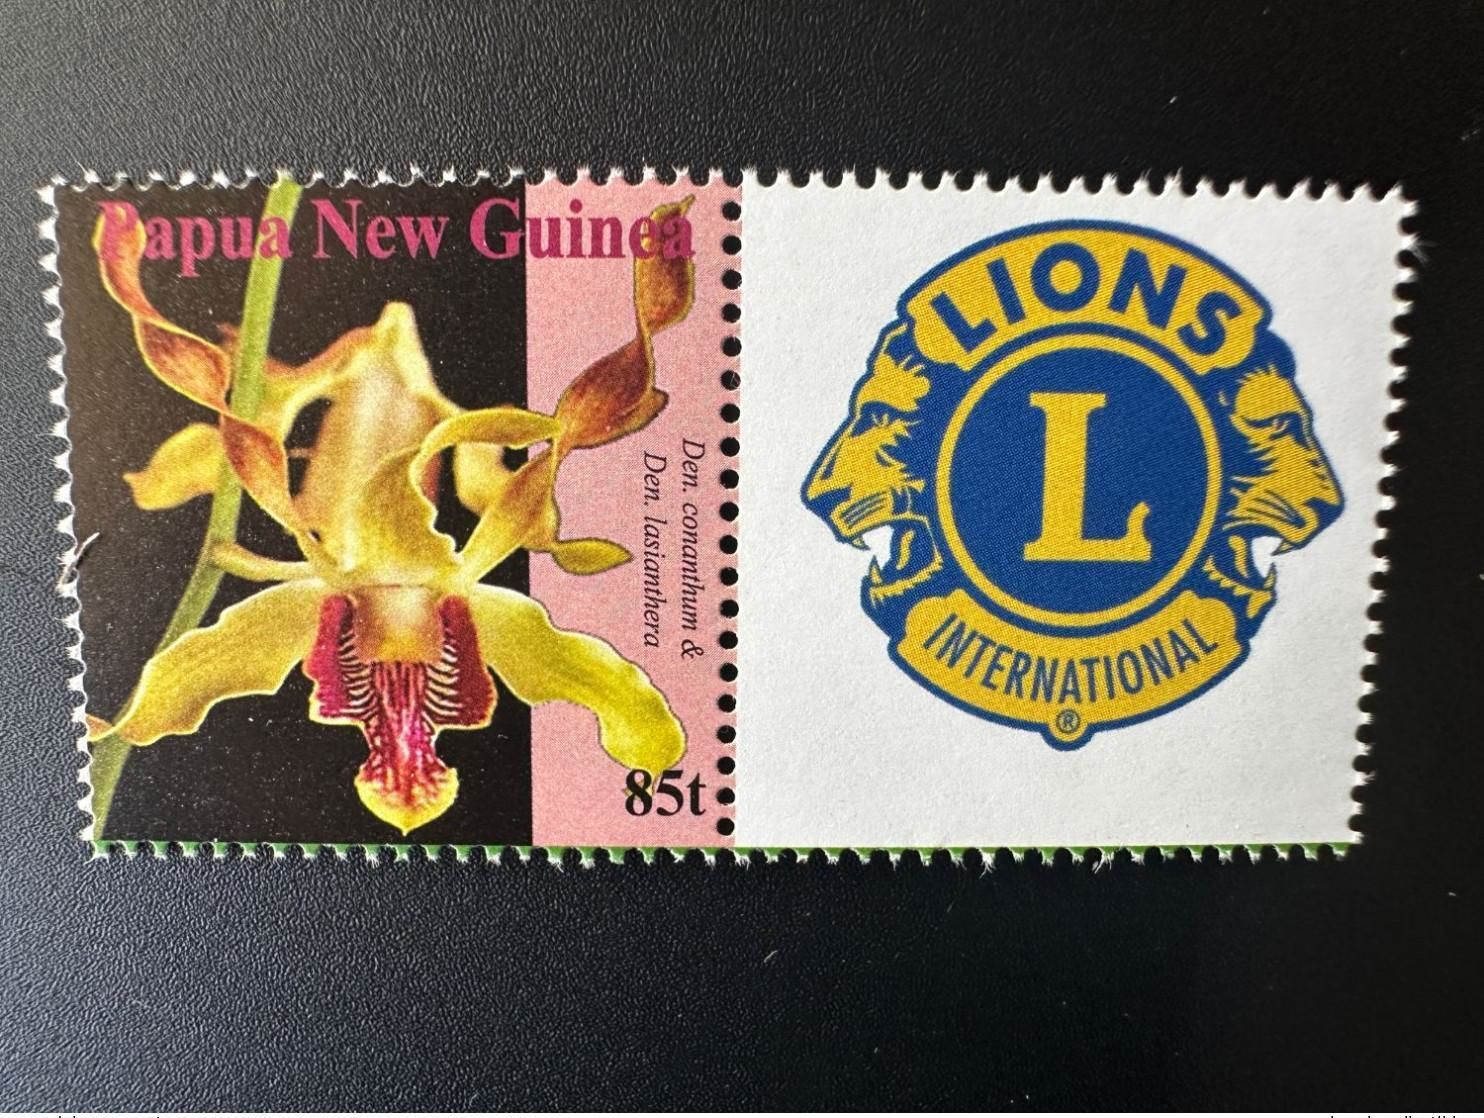 Papua New Guinea
Den. conanthum &
Den. lasianthera
85t
LIONS
L
INTERNATIONAL
®